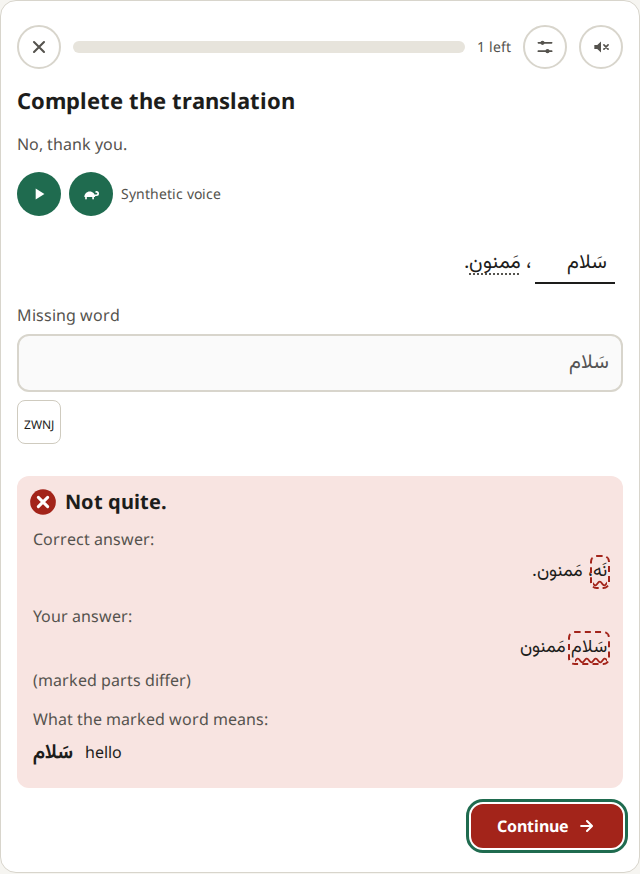 1 left
Complete the translation
No, thank you.
Synthetic voice
سَلام ، مَمنون.
Missing word
سَلام
ZWNJ
Not quite.
Correct answer:
نَه، مَمنون.
Your answer:
سَلام مَمنون
(marked parts differ)
What the marked word means:
سَلام hello
Continue